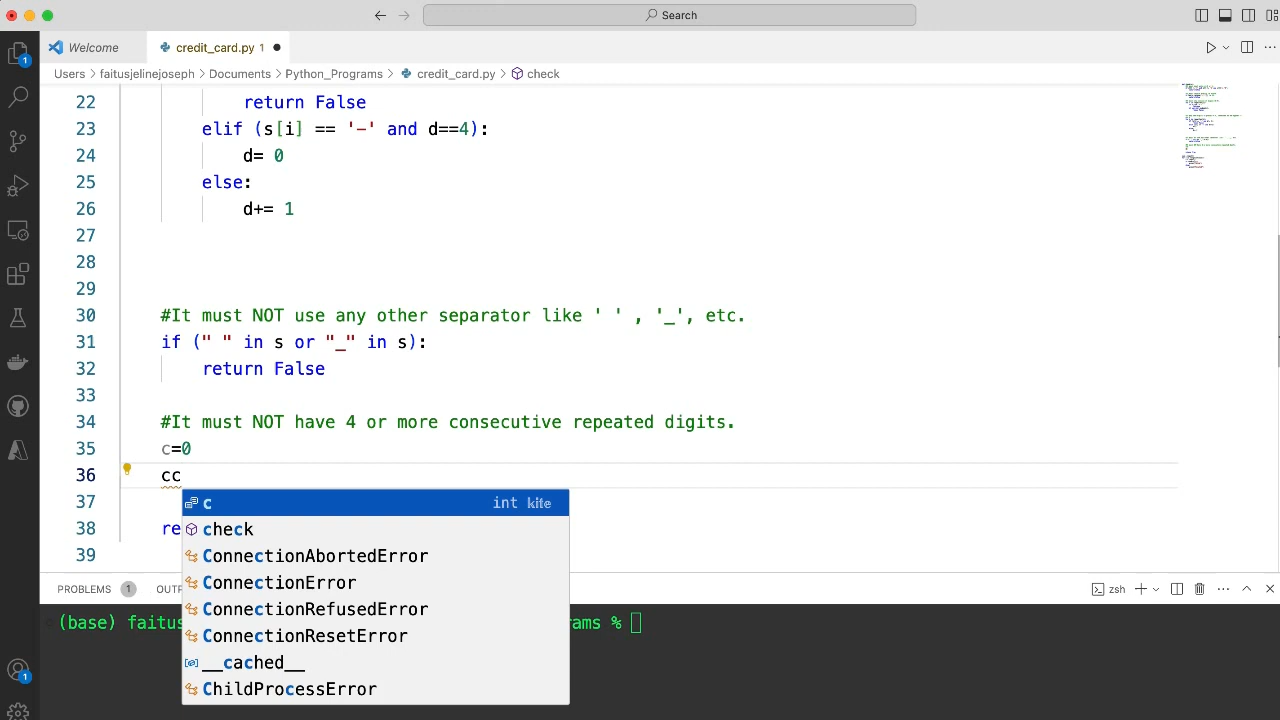 Search
1
Welcome
credit_card.py 1
Users > faitusjelinejoseph > Documents > Python_Programs > credit_card.py > check
22 return False
23 elif (s[i] == '-' and d==4):
24 d= 0
25 else:
26 d+= 1
27
28
29
30 #It must NOT use any other separator like ' ' , '_', etc.
31 if (" " in s or "_" in s):
32 return False
33
34 #It must NOT have 4 or more consecutive repeated digits.
35 c=0
36 cc
37
38 re
39
c int kite
check
ConnectionAbortedError
ConnectionError
ConnectionRefusedError
ConnectionResetError
__cached__
ChildProcessError
PROBLEMS 1 OUTP
zsh
(base) faitus
rams %
1